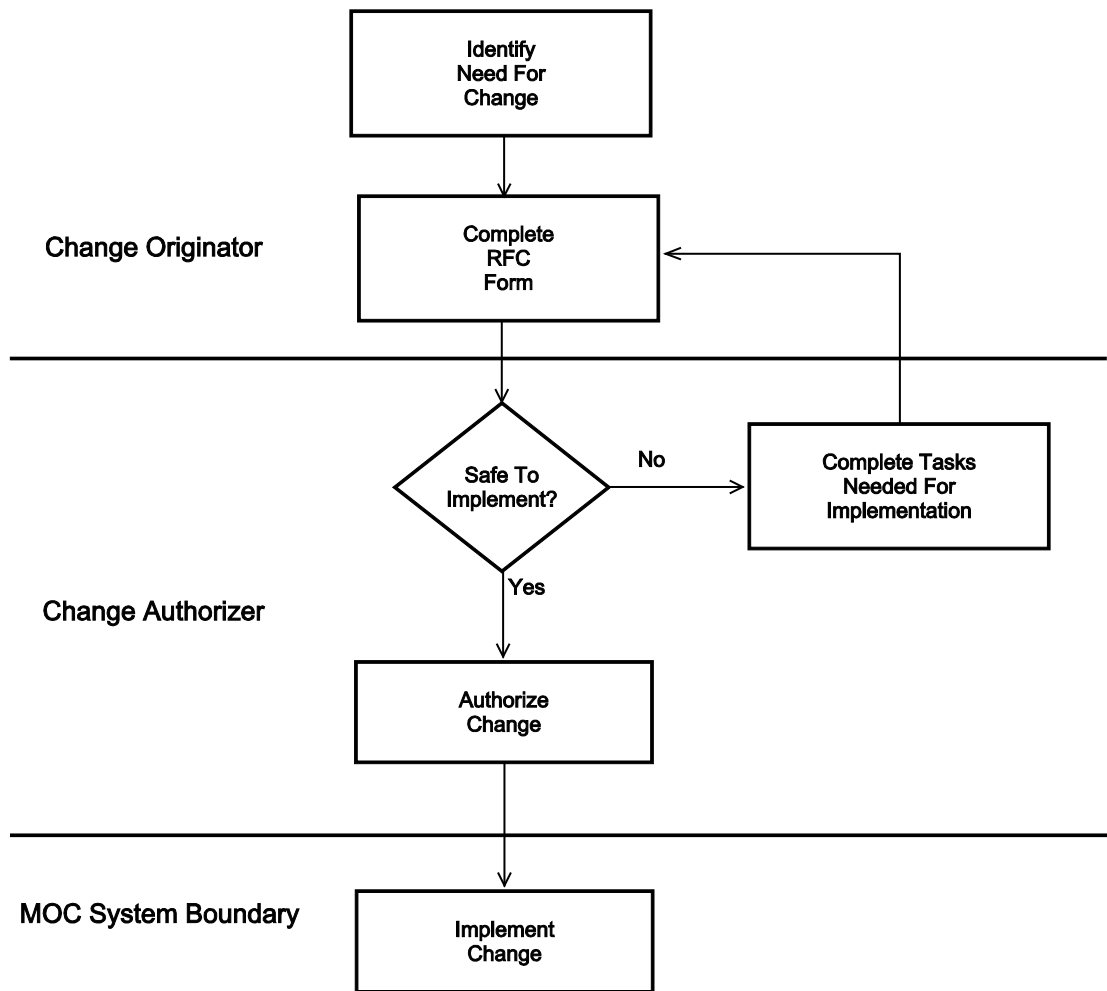 Identify
Need For
Change
Change Originator
Complete
RFC
Form
Safe To
Implement?
No
Complete Tasks
Needed For
Implementation
Yes
Change Authorizer
Authorize
Change
MOC System Boundary
Implement
Change